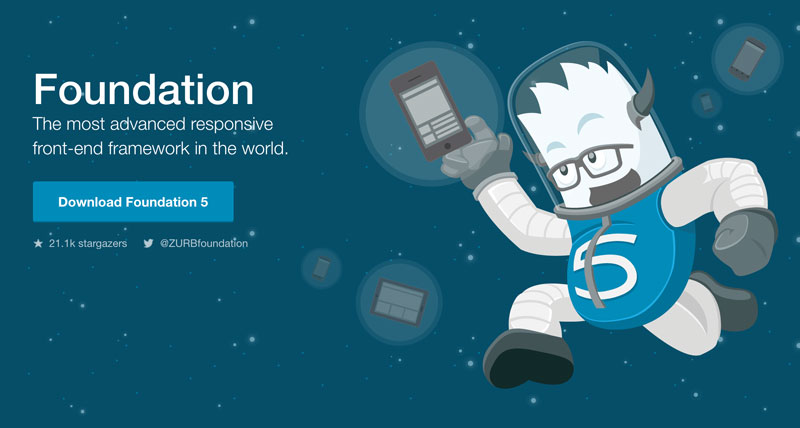 Foundation
The most advanced responsive
front-end framework in the world.
Download Foundation 5
21.1k stargazers @ZURBfoundation
5